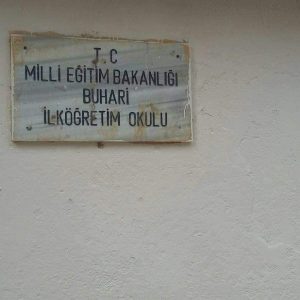 T C
MİLLİ EĞİTİM BAKANLIĞI
BUHARİ
İLKÖĞRETİM OKULU